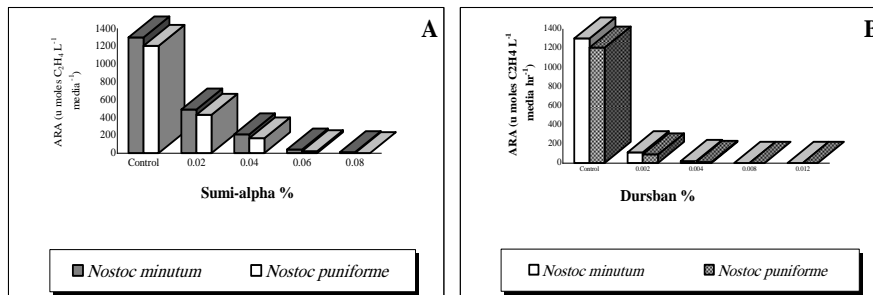 A
ARA (u moles C₂H₄ L⁻¹
media⁻¹)
1400
1200
1000
800
600
400
200
0
Control 0.02 0.04 0.06 0.08
Sumi-alpha %
Nostoc minutum Nostoc puniforme
B
ARA (u moles C2H4 L⁻¹
media hr⁻¹)
1400
1200
1000
800
600
400
200
0
Control 0.002 0.004 0.008 0.012
Dursban %
Nostoc minutum Nostoc puniforme